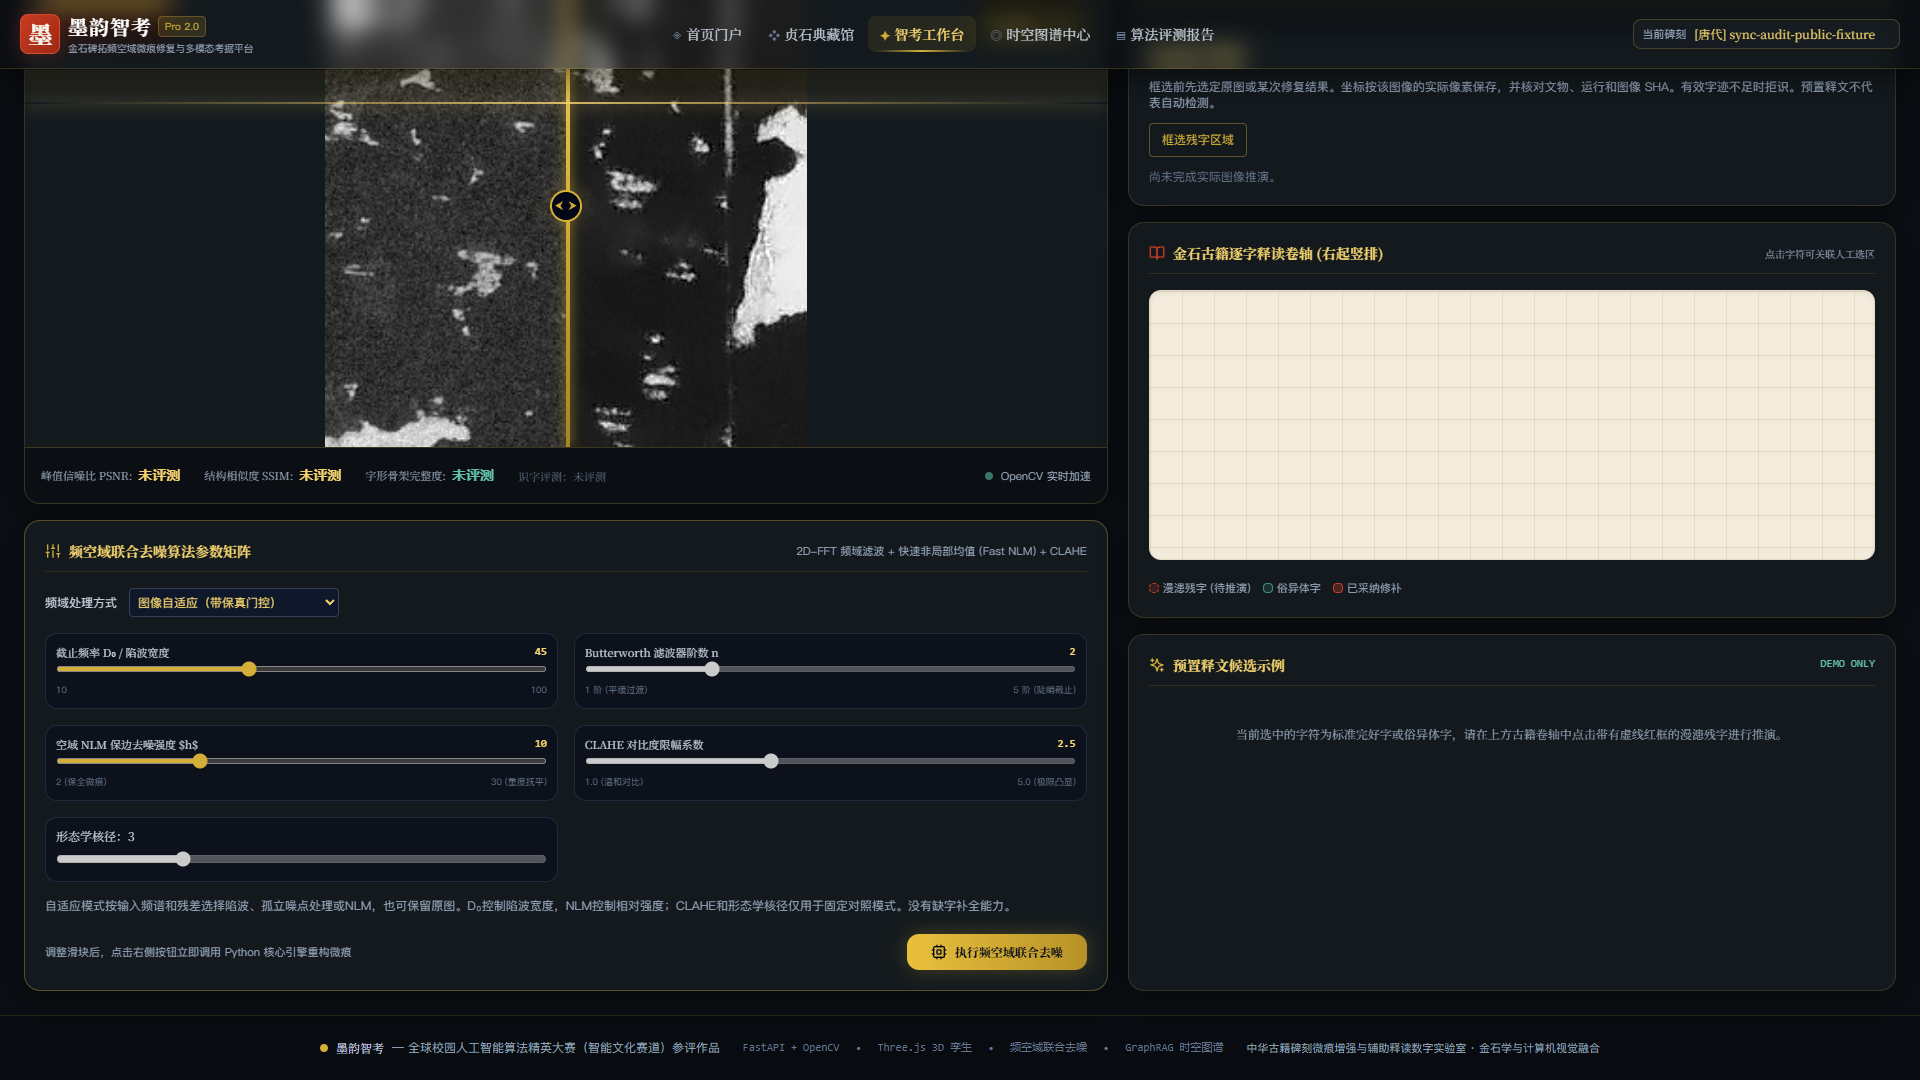 墨 墨韵智考 Pro 2.0
金石碑拓频空域微痕修复与多模态考据平台
首页门户 贞石典藏馆 智考工作台 时空图谱中心 算法评测报告
当前碑刻 [唐代] sync-audit-public-fixture
峰值信噪比 PSNR: 未评测 结构相似度 SSIM: 未评测 字形骨架完整度: 未评测 识字评测: 未评测 OpenCV 实时加速
频空域联合去噪算法参数矩阵 2D-FFT 频域滤波 + 快速非局部均值 (Fast NLM) + CLAHE
频域处理方式 图像自适应（带保真门控）
截止频率 D₀ / 陷波宽度 45
10 100
Butterworth 滤波器阶数 n 2
1 阶 (平缓过渡) 5 阶 (陡峭截止)
空域 NLM 保边去噪强度 $h$ 10
2 (保全微痕) 30 (重度抚平)
CLAHE 对比度限幅系数 2.5
1.0 (温和对比) 5.0 (极限凸显)
形态学核径：3
自适应模式按输入频谱和残差选择陷波、孤立噪点处理或NLM，也可保留原图。D₀控制陷波宽度，NLM控制相对强度；CLAHE和形态学核径仅用于固定对照模式。没有缺字补全能力。
调整滑块后，点击右侧按钮立即调用 Python 核心引擎重构微痕 执行频空域联合去噪
框选前先选定原图或某次修复结果。坐标按该图像的实际像素保存，并核对文物、运行和图像 SHA。有效字迹不足时拒识。预置释文不代
表自动检测。
框选残字区域
尚未完成实际图像推演。
金石古籍逐字释读卷轴 (右起竖排) 点击字符可关联人工选区
漫漶残字 (待推演) 俗异体字 已采纳修补
预置释文候选示例 DEMO ONLY
当前选中的字符为标准完好字或俗异体字，请在上方古籍卷轴中点击带有虚线红框的漫漶残字进行推演。
墨韵智考 — 全球校园人工智能算法精英大赛（智能文化赛道）参评作品 FastAPI + OpenCV • Three.js 3D 孪生 • 频空域联合去噪 • GraphRAG 时空图谱 中华古籍碑刻微痕增强与辅助释读数字实验室 · 金石学与计算机视觉融合